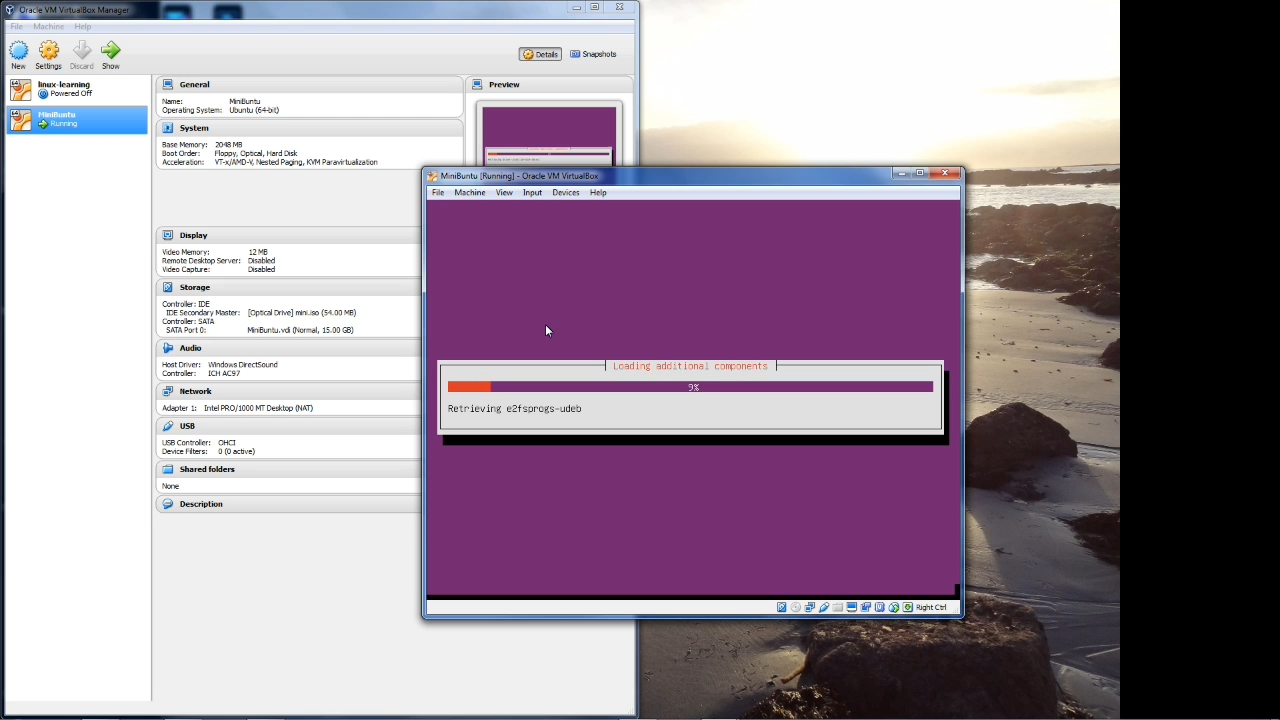 Oracle VM VirtualBox Manager
File Machine Help
New Settings Discard Show
Details Snapshots
linux-learning
Powered Off
MiniBuntu
Running
General
Name: MiniBuntu
Operating System: Ubuntu (64-bit)
System
Base Memory: 2048 MB
Boot Order: Floppy, Optical, Hard Disk
Acceleration: VT-x/AMD-V, Nested Paging, KVM Paravirtualization
Display
Video Memory: 12 MB
Remote Desktop Server: Disabled
Video Capture: Disabled
Storage
Controller: IDE
IDE Secondary Master: [Optical Drive] mini.iso (54.00 MB)
Controller: SATA
SATA Port 0: MiniBuntu.vdi (Normal, 15.00 GB)
Audio
Host Driver: Windows DirectSound
Controller: ICH AC97
Network
Adapter 1: Intel PRO/1000 MT Desktop (NAT)
USB
USB Controller: OHCI
Device Filters: 0 (0 active)
Shared folders
None
Description
Preview
MiniBuntu [Running] - Oracle VM VirtualBox
File Machine View Input Devices Help
Loading additional components
9%
Retrieving e2fsprogs-udeb
Right Ctrl